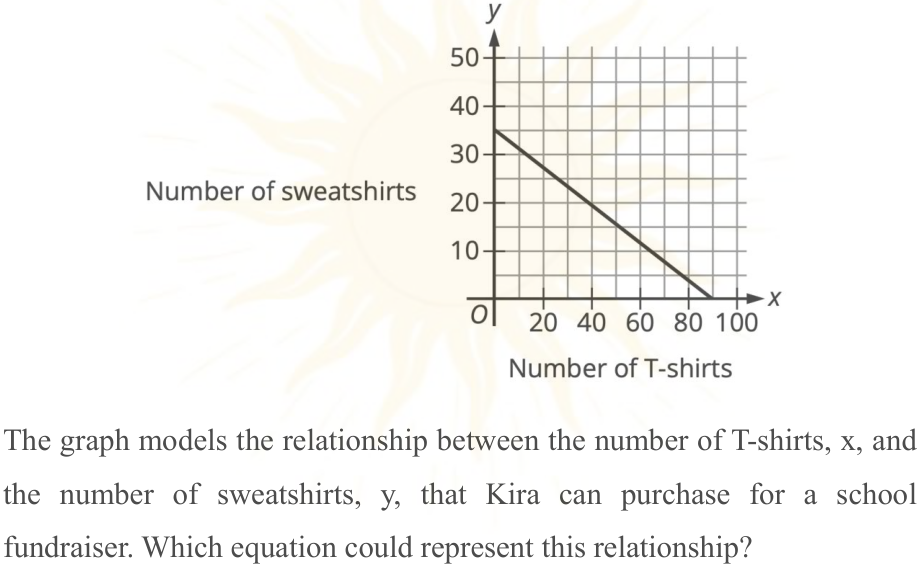 y
50
40
30
Number of sweatshirts
20
10
O
x
20 40 60 80 100
Number of T-shirts
The graph models the relationship between the number of T-shirts, x, and
the number of sweatshirts, y, that Kira can purchase for a school
fundraiser. Which equation could represent this relationship?